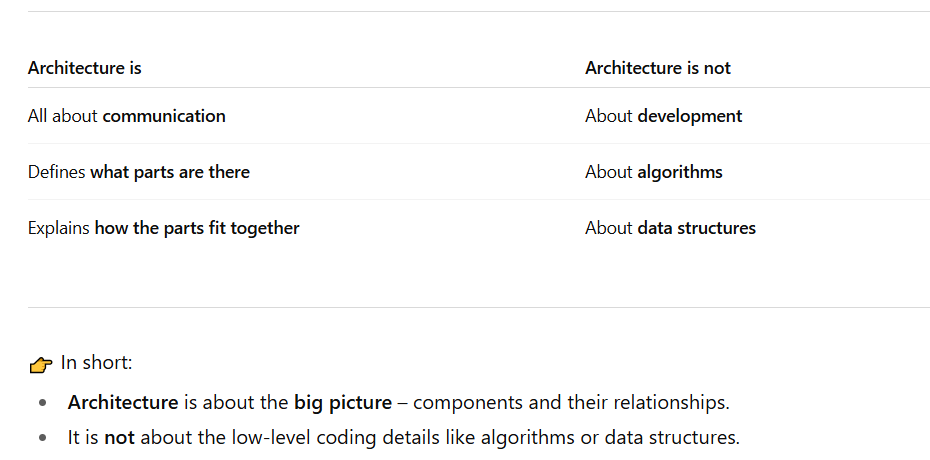 Architecture is Architecture is not
All about communication About development
Defines what parts are there About algorithms
Explains how the parts fit together About data structures
👉 In short:
• Architecture is about the big picture – components and their relationships.
• It is not about the low-level coding details like algorithms or data structures.